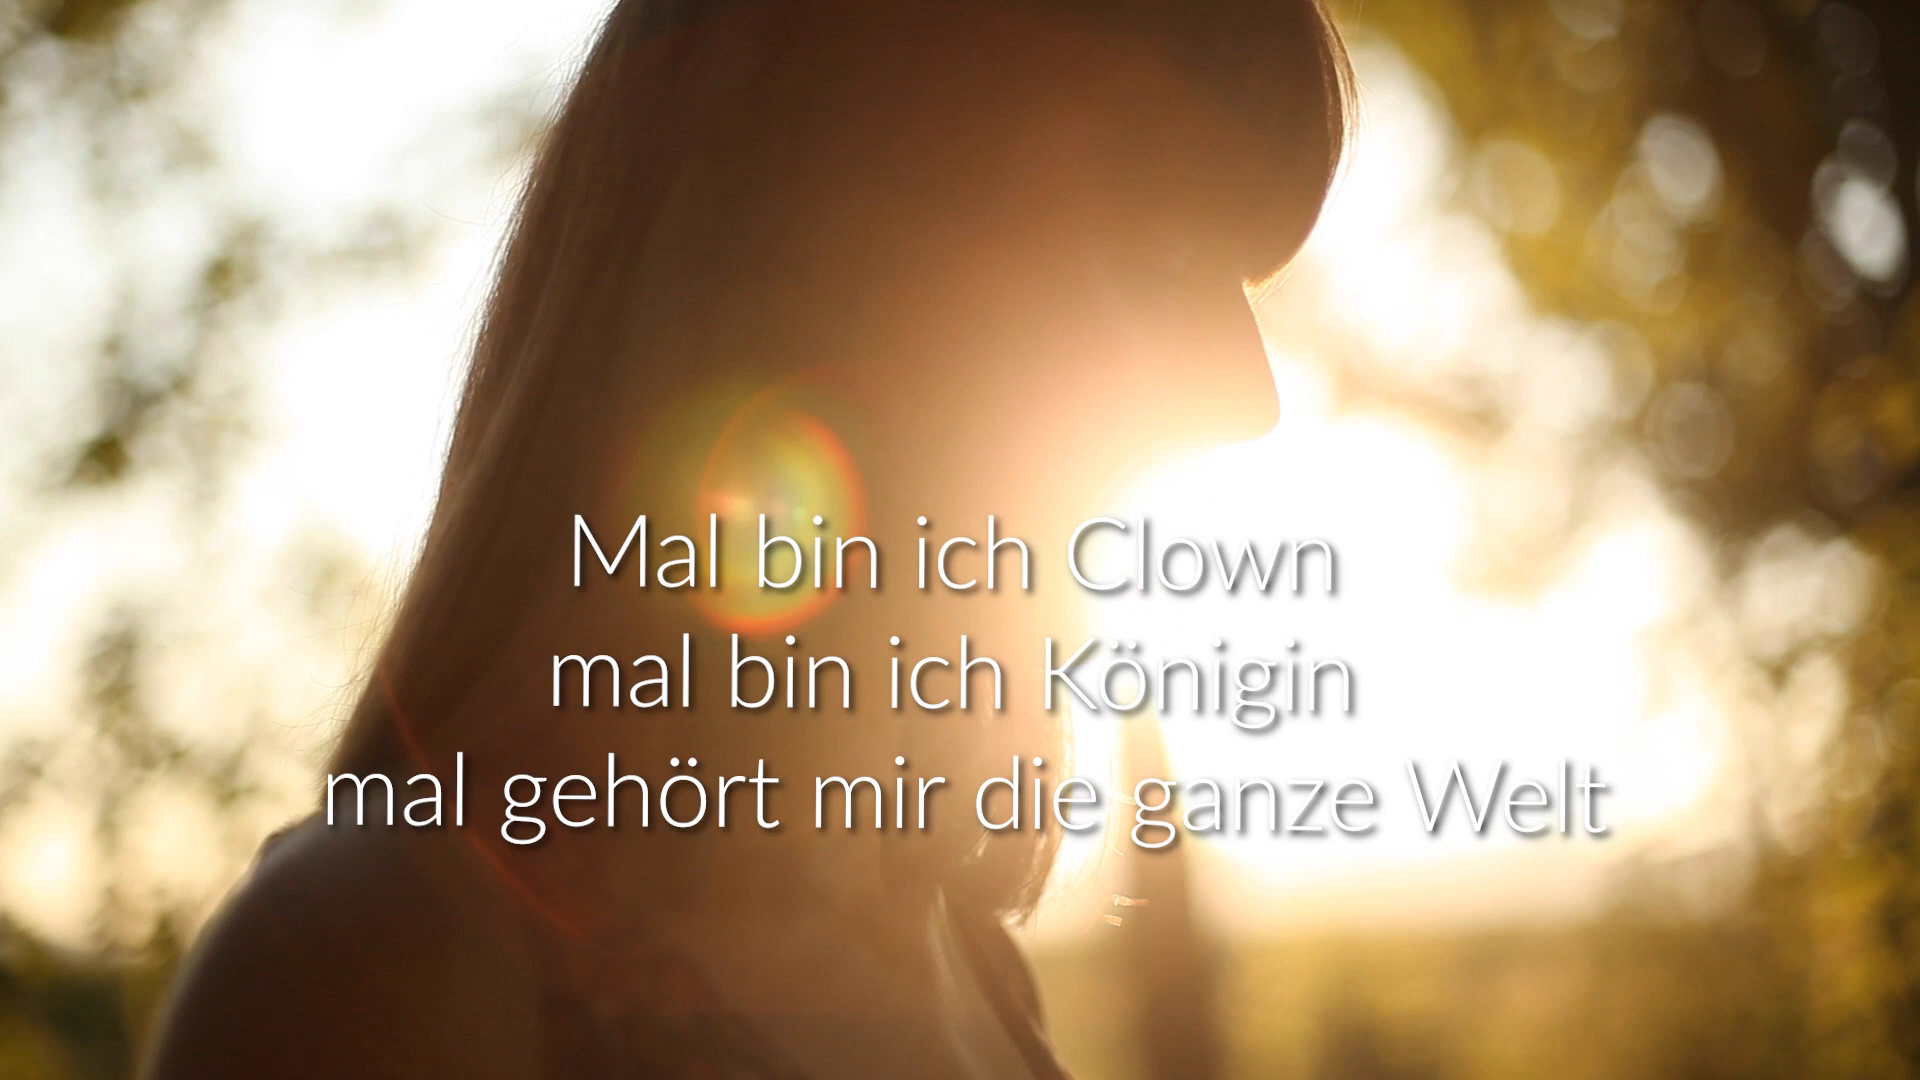 Mal bin ich Clown
mal bin ich Königin
mal gehört mir die ganze Welt